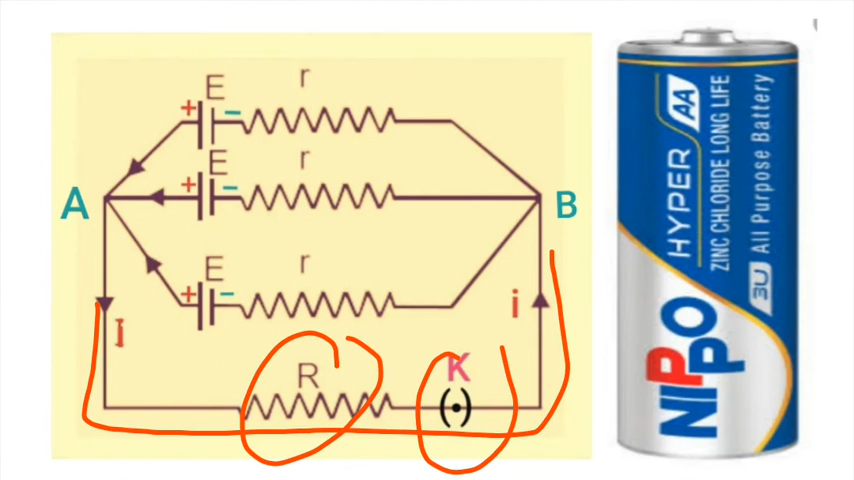 E
r
+
−
E
r
+
−
A
B
E
r
+
−
i
i
R
K
(•)
NIPPO
HYPER AA
ZINC CHLORIDE LONG LIFE
3U All Purpose Battery